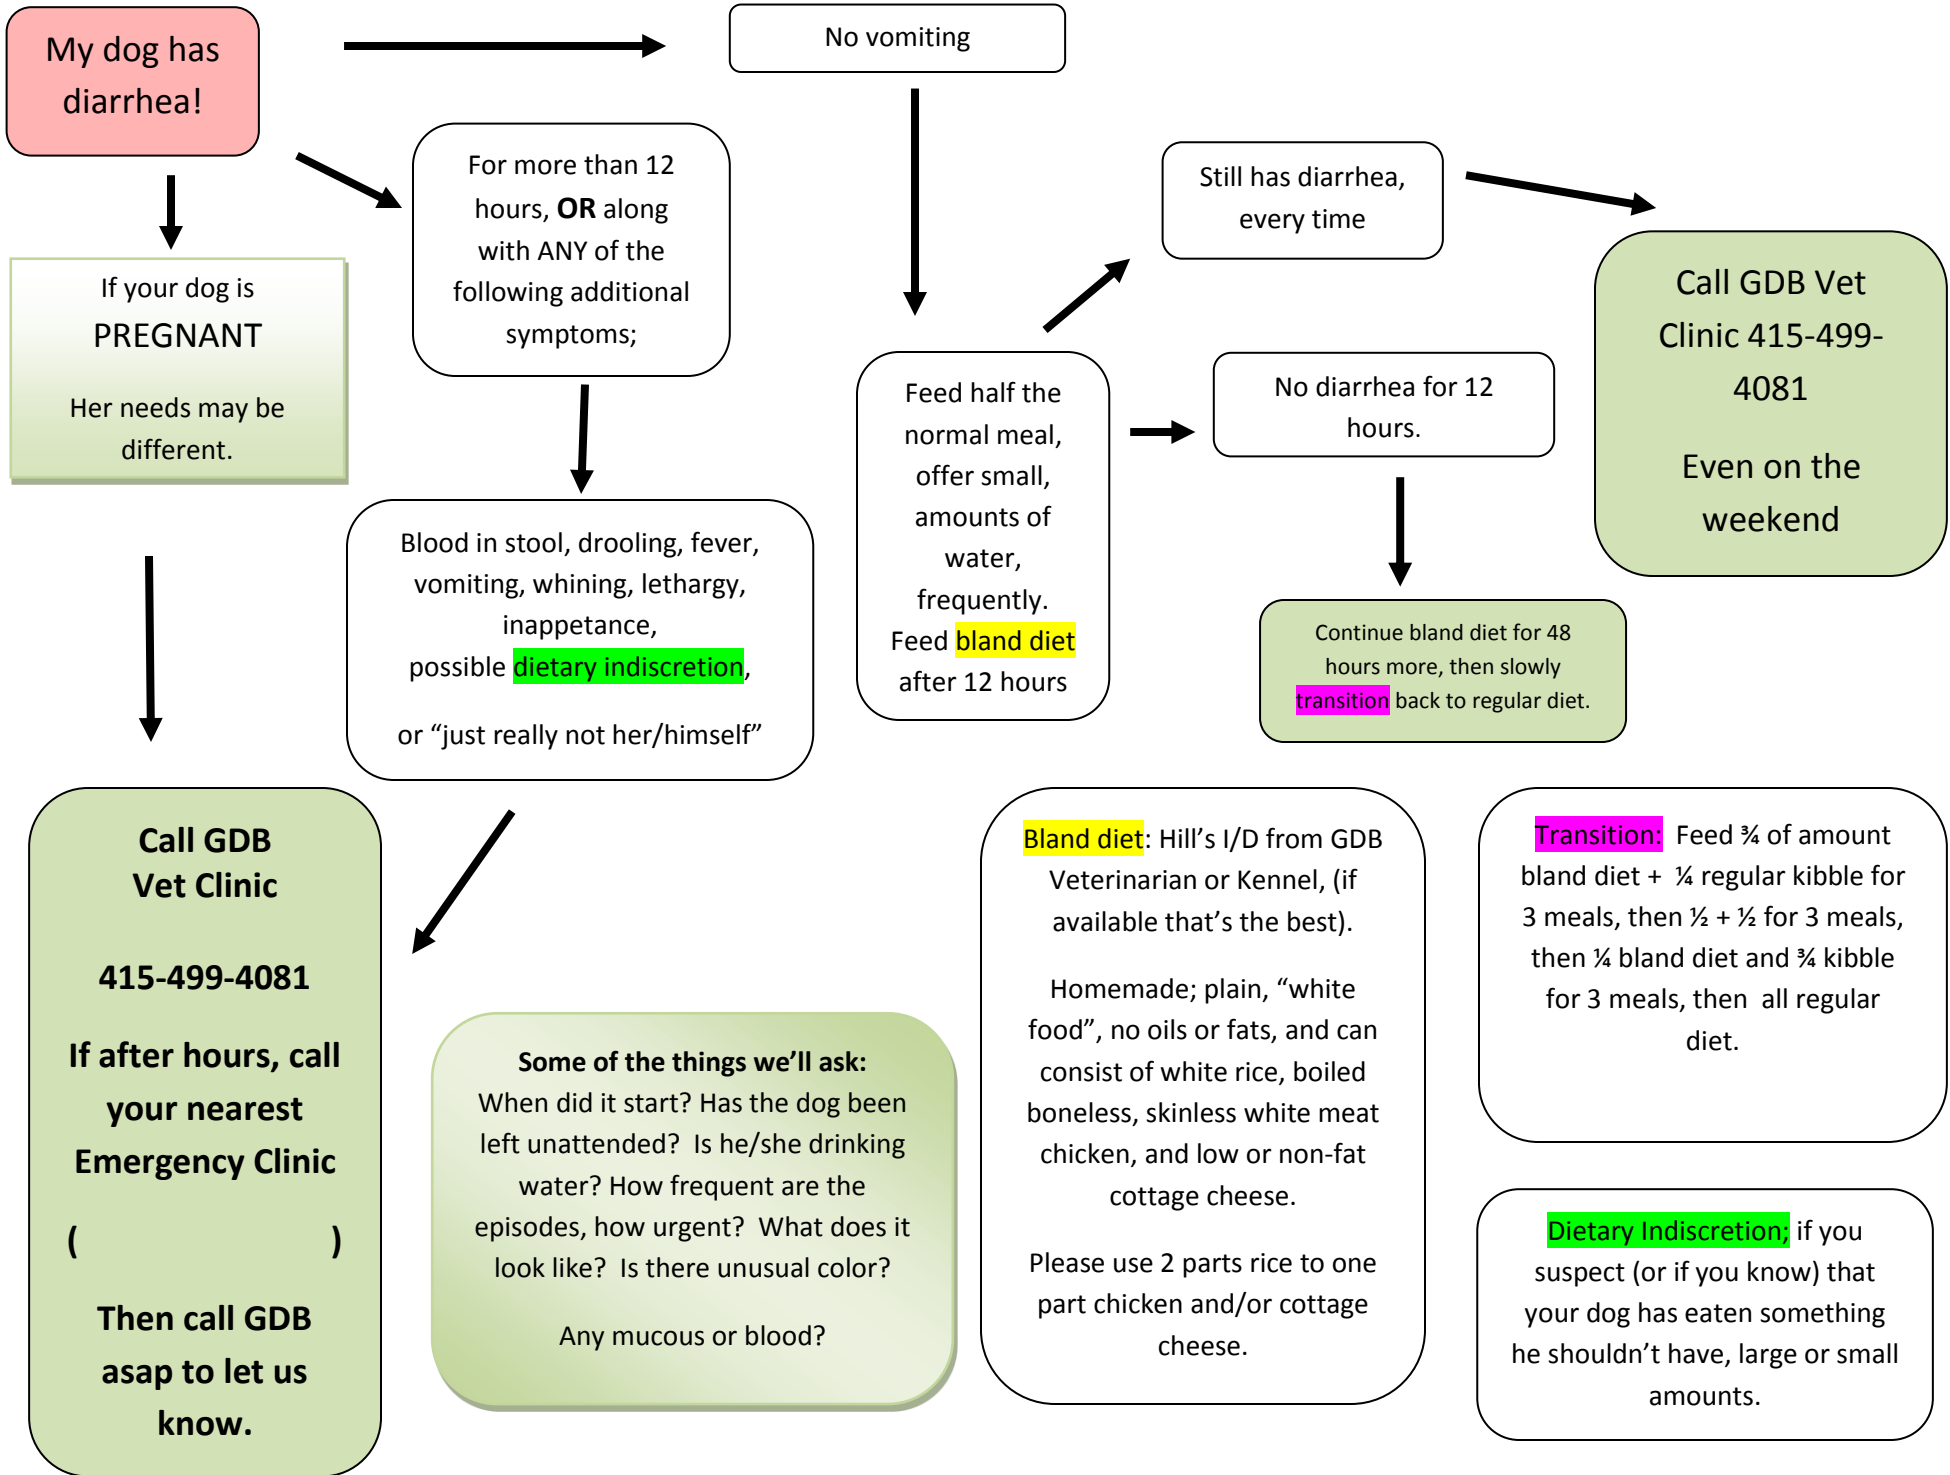 My dog has
diarrhea!
No vomiting
For more than 12
hours, OR along
with ANY of the
following additional
symptoms;
Still has diarrhea,
every time
Call GDB Vet
Clinic 415-499-
4081
Even on the
weekend
If your dog is
PREGNANT
Her needs may be
different.
Feed half the
normal meal,
offer small,
amounts of
water,
frequently.
Feed bland diet
after 12 hours
No diarrhea for 12
hours.
Blood in stool, drooling, fever,
vomiting, whining, lethargy,
inappetance,
possible dietary indiscretion,
or “just really not her/himself”
Continue bland diet for 48
hours more, then slowly
transition back to regular diet.
Call GDB
Vet Clinic
415-499-4081
If after hours, call
your nearest
Emergency Clinic
( )
Then call GDB
asap to let us
know.
Some of the things we’ll ask:
When did it start? Has the dog been
left unattended? Is he/she drinking
water? How frequent are the
episodes, how urgent? What does it
look like? Is there unusual color?
Any mucous or blood?
Bland diet: Hill’s I/D from GDB
Veterinarian or Kennel, (if
available that’s the best).
Homemade; plain, “white
food”, no oils or fats, and can
consist of white rice, boiled
boneless, skinless white meat
chicken, and low or non-fat
cottage cheese.
Please use 2 parts rice to one
part chicken and/or cottage
cheese.
Transition: Feed ¾ of amount
bland diet + ¼ regular kibble for
3 meals, then ½ + ½ for 3 meals,
then ¼ bland diet and ¾ kibble
for 3 meals, then all regular
diet.
Dietary Indiscretion; if you
suspect (or if you know) that
your dog has eaten something
he shouldn’t have, large or small
amounts.